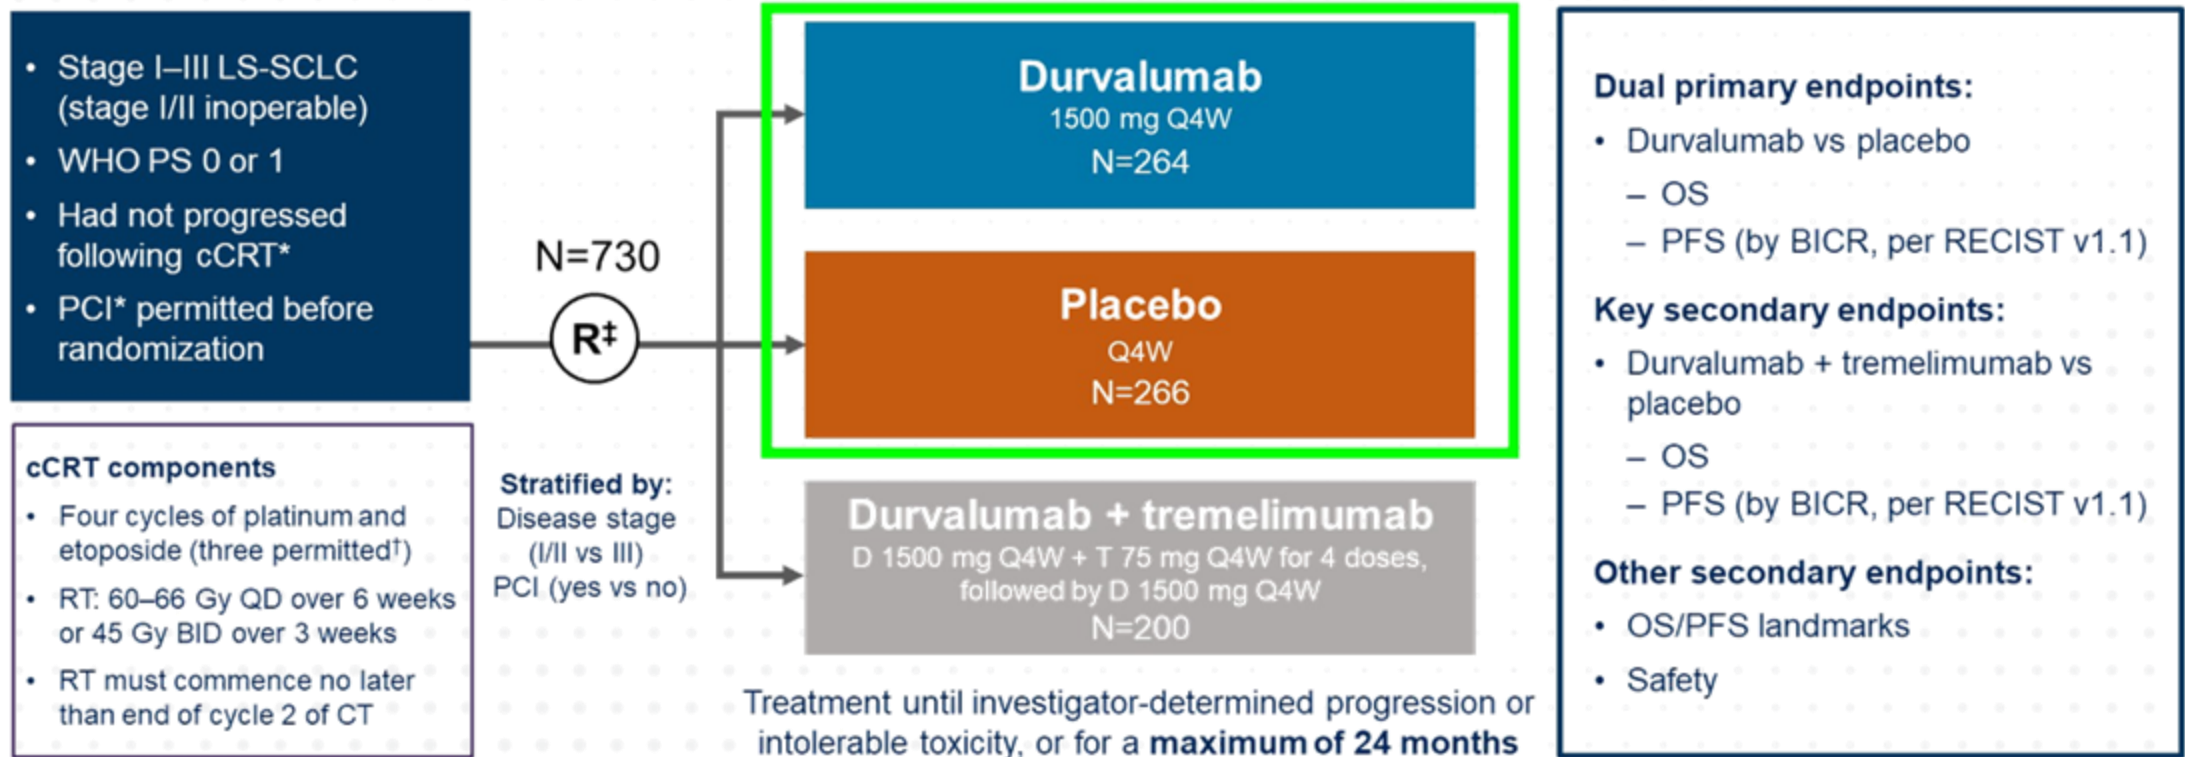 • Stage I–III LS-SCLC
(stage I/II inoperable)
• WHO PS 0 or 1
• Had not progressed
following cCRT*
• PCI* permitted before
randomization
cCRT components
• Four cycles of platinum and
etoposide (three permitted†)
• RT: 60–66 Gy QD over 6 weeks
or 45 Gy BID over 3 weeks
• RT must commence no later
than end of cycle 2 of CT
N=730
R‡
Stratified by:
Disease stage
(I/II vs III)
PCI (yes vs no)
Durvalumab
1500 mg Q4W
N=264
Placebo
Q4W
N=266
Durvalumab + tremelimumab
D 1500 mg Q4W + T 75 mg Q4W for 4 doses,
followed by D 1500 mg Q4W
N=200
Treatment until investigator-determined progression or
intolerable toxicity, or for a maximum of 24 months
Dual primary endpoints:
• Durvalumab vs placebo
– OS
– PFS (by BICR, per RECIST v1.1)
Key secondary endpoints:
• Durvalumab + tremelimumab vs
placebo
– OS
– PFS (by BICR, per RECIST v1.1)
Other secondary endpoints:
• OS/PFS landmarks
• Safety